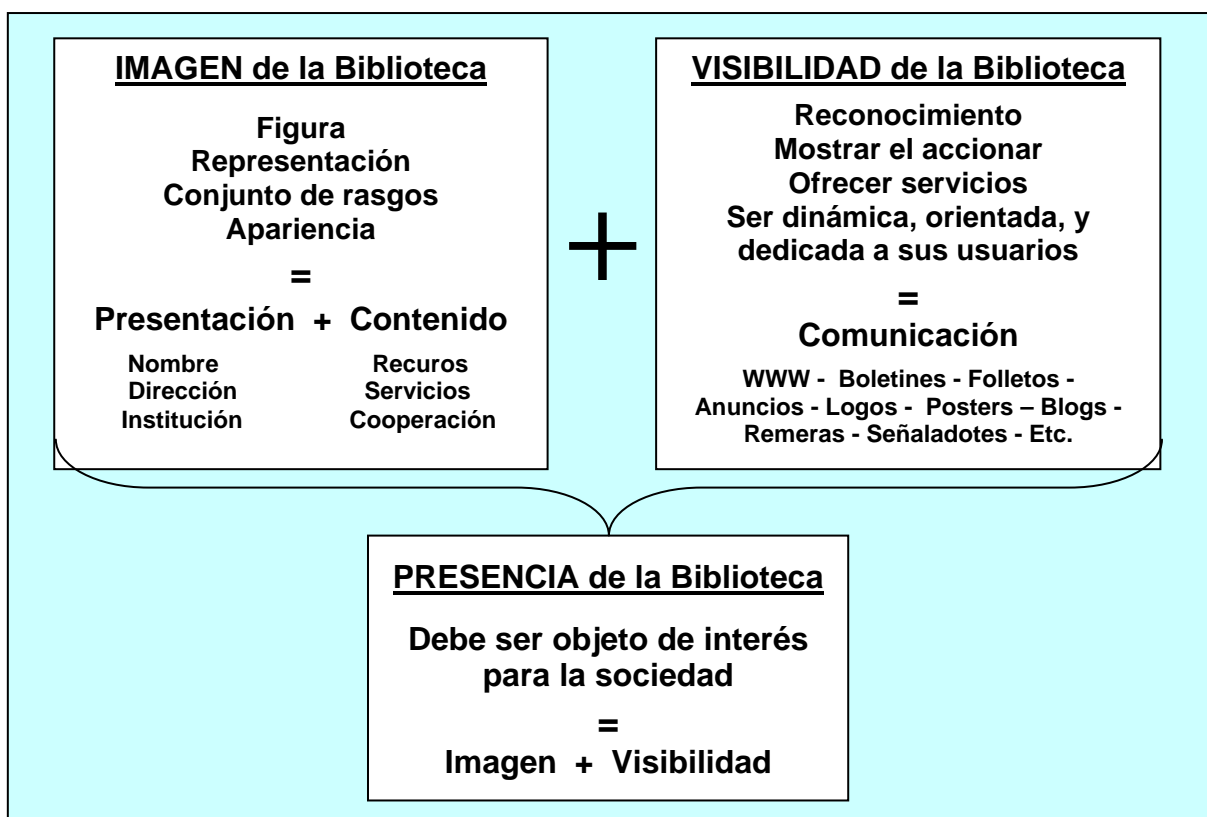 IMAGEN de la Biblioteca
Figura
Representación
Conjunto de rasgos
Apariencia
=
Presentación + Contenido
Nombre Recuros
Dirección Servicios
Institución Cooperación
+
VISIBILIDAD de la Biblioteca
Reconocimiento
Mostrar el accionar
Ofrecer servicios
Ser dinámica, orientada, y
dedicada a sus usuarios
=
Comunicación
WWW - Boletines - Folletos -
Anuncios - Logos - Posters – Blogs -
Remeras - Señaladotes - Etc.
PRESENCIA de la Biblioteca
Debe ser objeto de interés
para la sociedad
=
Imagen + Visibilidad